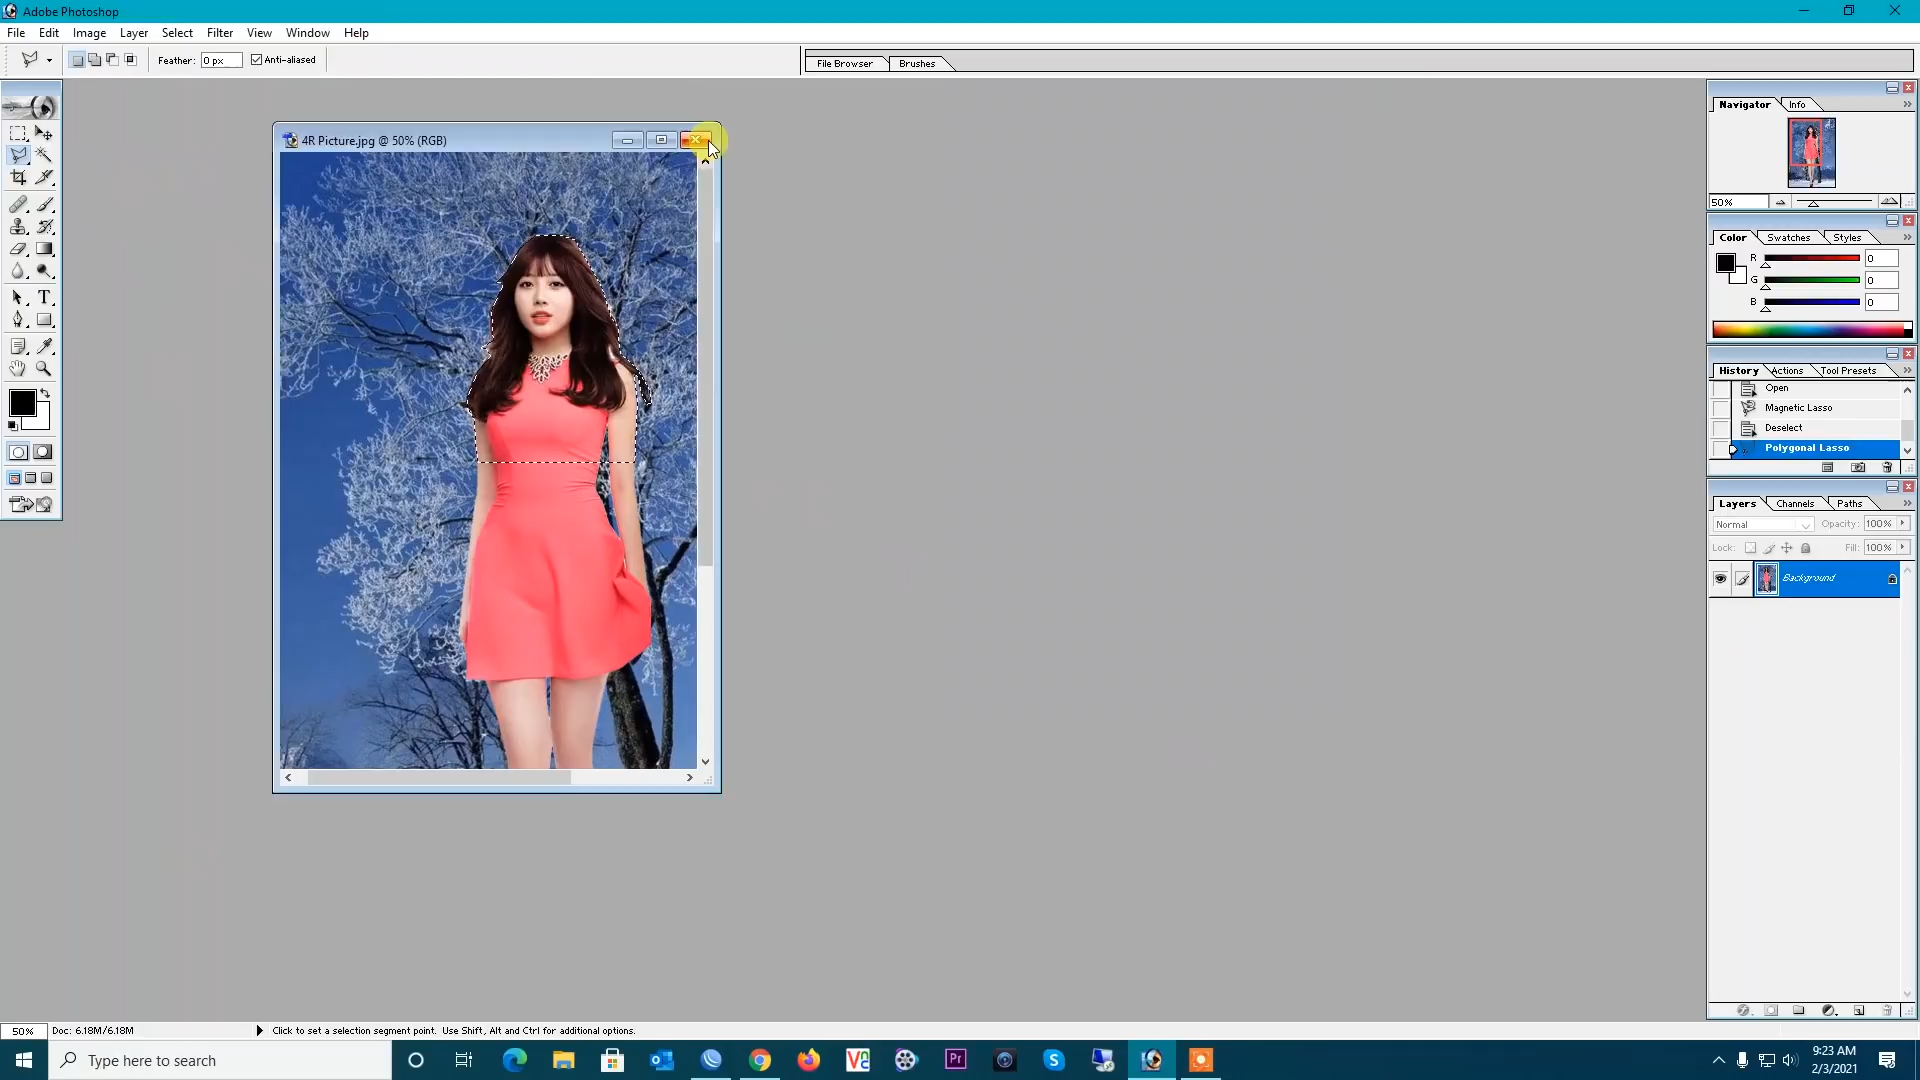 Adobe Photoshop
File Edit Image Layer Select Filter View Window Help
Feather: 0 px Anti-aliased
File Browser Brushes
4R Picture.jpg @ 50% (RGB)
Navigator Info
50%
Color Swatches Styles
R 0
G 0
B 0
History Actions Tool Presets
Open
Magnetic Lasso
Deselect
Polygonal Lasso
Layers Channels Paths
Normal Opacity: 100%
Lock: Fill: 100%
Background
50% Doc: 6.18M/6.18M Click to set a selection segment point. Use Shift, Alt and Ctrl for additional options.
Type here to search
9:23 AM
2/3/2021